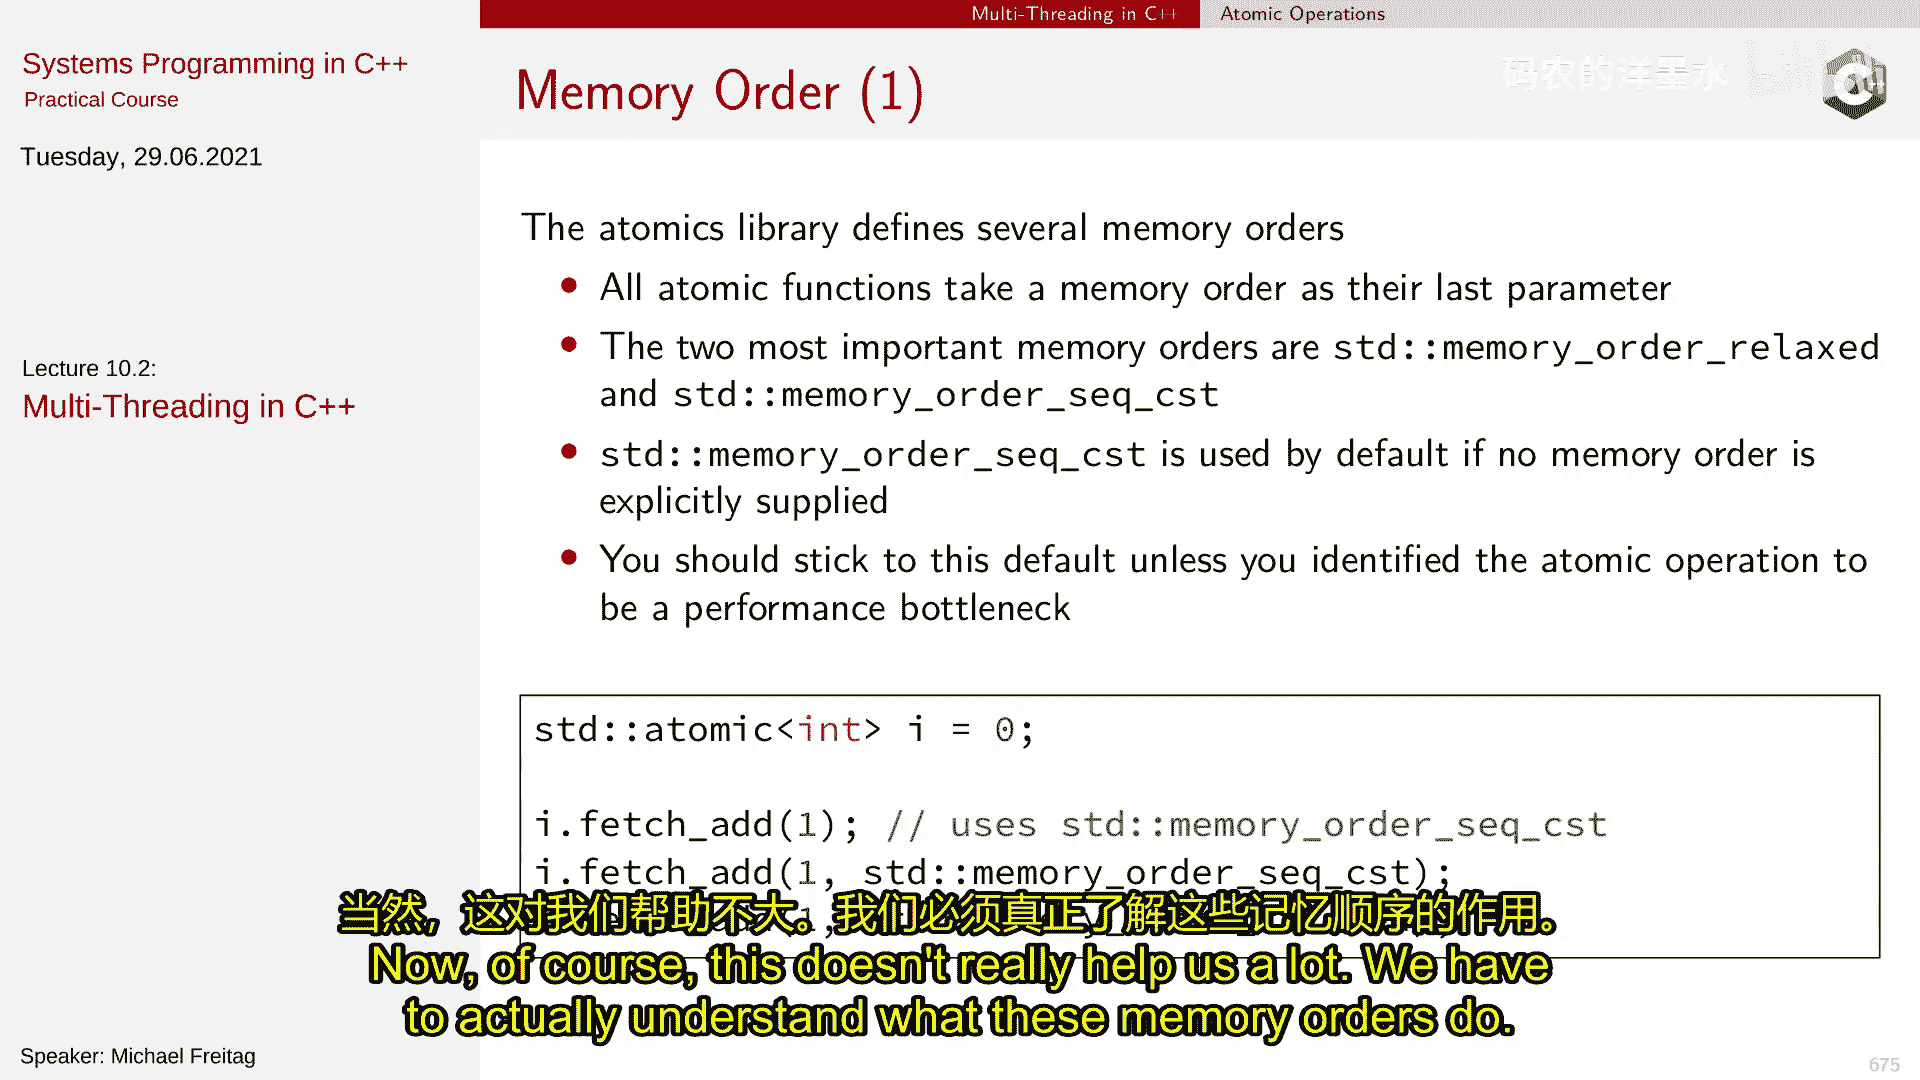 Multi-Threading in C++ Atomic Operations
Systems Programming in C++
Practical Course
Tuesday, 29.06.2021
Lecture 10.2:
Multi-Threading in C++
Memory Order (1)
码农的洋墨水
The atomics library defines several memory orders
• All atomic functions take a memory order as their last parameter
• The two most important memory orders are std::memory_order_relaxed
and std::memory_order_seq_cst
• std::memory_order_seq_cst is used by default if no memory order is
explicitly supplied
• You should stick to this default unless you identified the atomic operation to
be a performance bottleneck
std::atomic<int> i = 0;
i.fetch_add(1); // uses std::memory_order_seq_cst
i.fetch_add(1, std::memory_order_seq_cst);
当然，这对我们帮助不大。我们必须真正了解这些记忆顺序的作用。
Now, of course, this doesn't really help us a lot. We have
to actually understand what these memory orders do.
Speaker: Michael Freitag
675